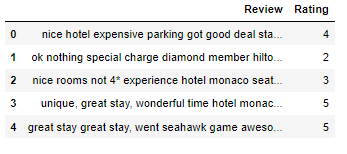 Review Rating
0 nice hotel expensive parking got good deal sta... 4
1 ok nothing special charge diamond member hilto... 2
2 nice rooms not 4* experience hotel monaco seat... 3
3 unique, great stay, wonderful time hotel monac... 5
4 great stay great stay, went seahawk game aweso... 5